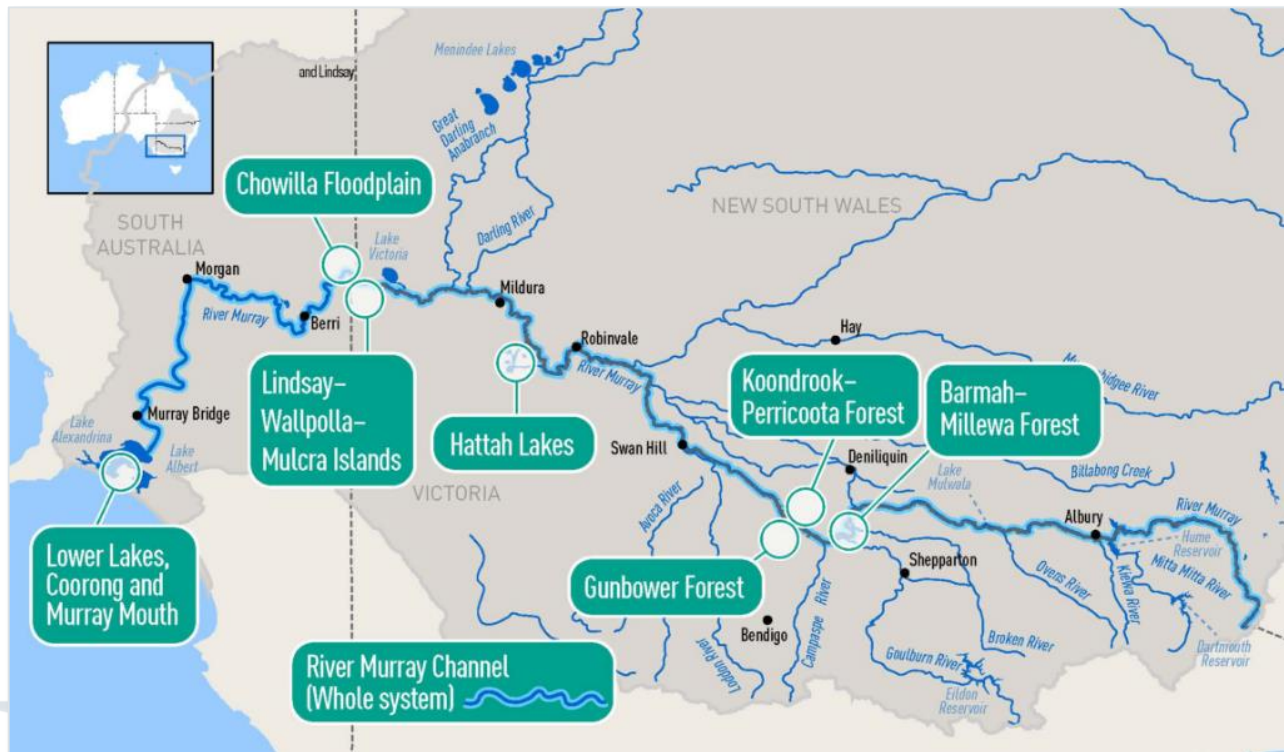 Menindee Lakes
and Lindsay
Great
Darling
Anabranch
Chowilla Floodplain
NEW SOUTH WALES
SOUTH
AUSTRALIA
Darling River
Lake
Victoria
Morgan
Mildura
River Murray
Berri
Robinvale
Hay
River Murray
Lindsay–
Wallpolla–
Mulcra Islands
Koondrook–
Perricoota Forest
Barmah–
Millewa Forest
Murray Bridge
Lake
Alexandrina
Lake
Albert
Hattah Lakes
Swan Hill
Deniliquin
Lake
Mulwala
Billabong Creek
VICTORIA
Avoca River
Albury
River Murray
Hume
Reservoir
Lower Lakes,
Coorong and
Murray Mouth
Gunbower Forest
Shepparton
Ovens River
Kiewa River
Mitta Mitta River
Bendigo
Campaspe River
Loddon River
Broken River
Goulburn River
Dartmouth
Reservoir
Eildon
Reservoir
River Murray Channel
(Whole system)